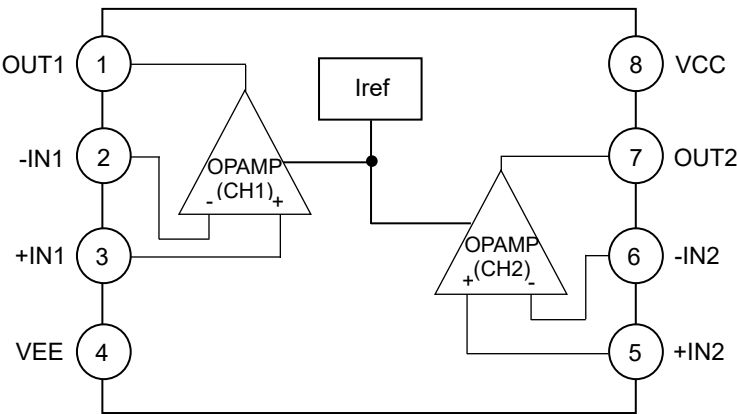 OUT1 1
-IN1 2
+IN1 3
VEE 4
Iref
OPAMP
(CH1)
- +
OPAMP
(CH2)
+ -
8 VCC
7 OUT2
6 -IN2
5 +IN2